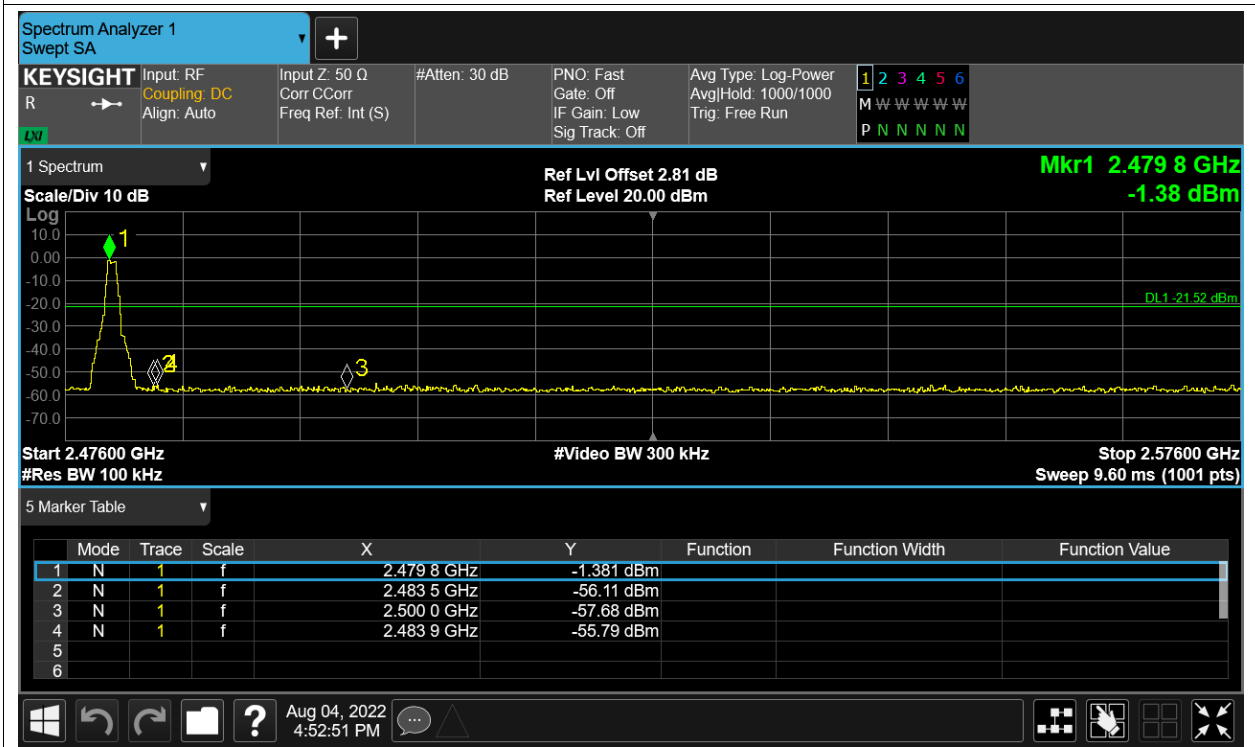 Spectrum Analyzer 1
Swept SA
+
KEYSIGHT Input: RF Input Z: 50 Ω #Atten: 30 dB PNO: Fast Avg Type: Log-Power 1 2 3 4 5 6
R Coupling: DC Corr CCorr Gate: Off Avg|Hold: 1000/1000 M W W W W W W
Align: Auto Freq Ref: Int (S) IF Gain: Low Trig: Free Run
LXI Sig Track: Off P N N N N N N
1 Spectrum Ref Lvl Offset 2.81 dB Mkr1 2.479 8 GHz
Scale/Div 10 dB Ref Level 20.00 dBm -1.38 dBm
Log
10.0 1
0.00
-10.0
-20.0 DL1 -21.52 dBm
-30.0
-40.0
-50.0 2 4 3
-60.0
-70.0
Start 2.47600 GHz #Video BW 300 kHz Stop 2.57600 GHz
#Res BW 100 kHz Sweep 9.60 ms (1001 pts)
5 Marker Table
Mode Trace Scale X Y Function Function Width Function Value
1 N 1 f 2.479 8 GHz -1.381 dBm
2 N 1 f 2.483 5 GHz -56.11 dBm
3 N 1 f 2.500 0 GHz -57.68 dBm
4 N 1 f 2.483 9 GHz -55.79 dBm
5
6
? Aug 04, 2022
4:52:51 PM